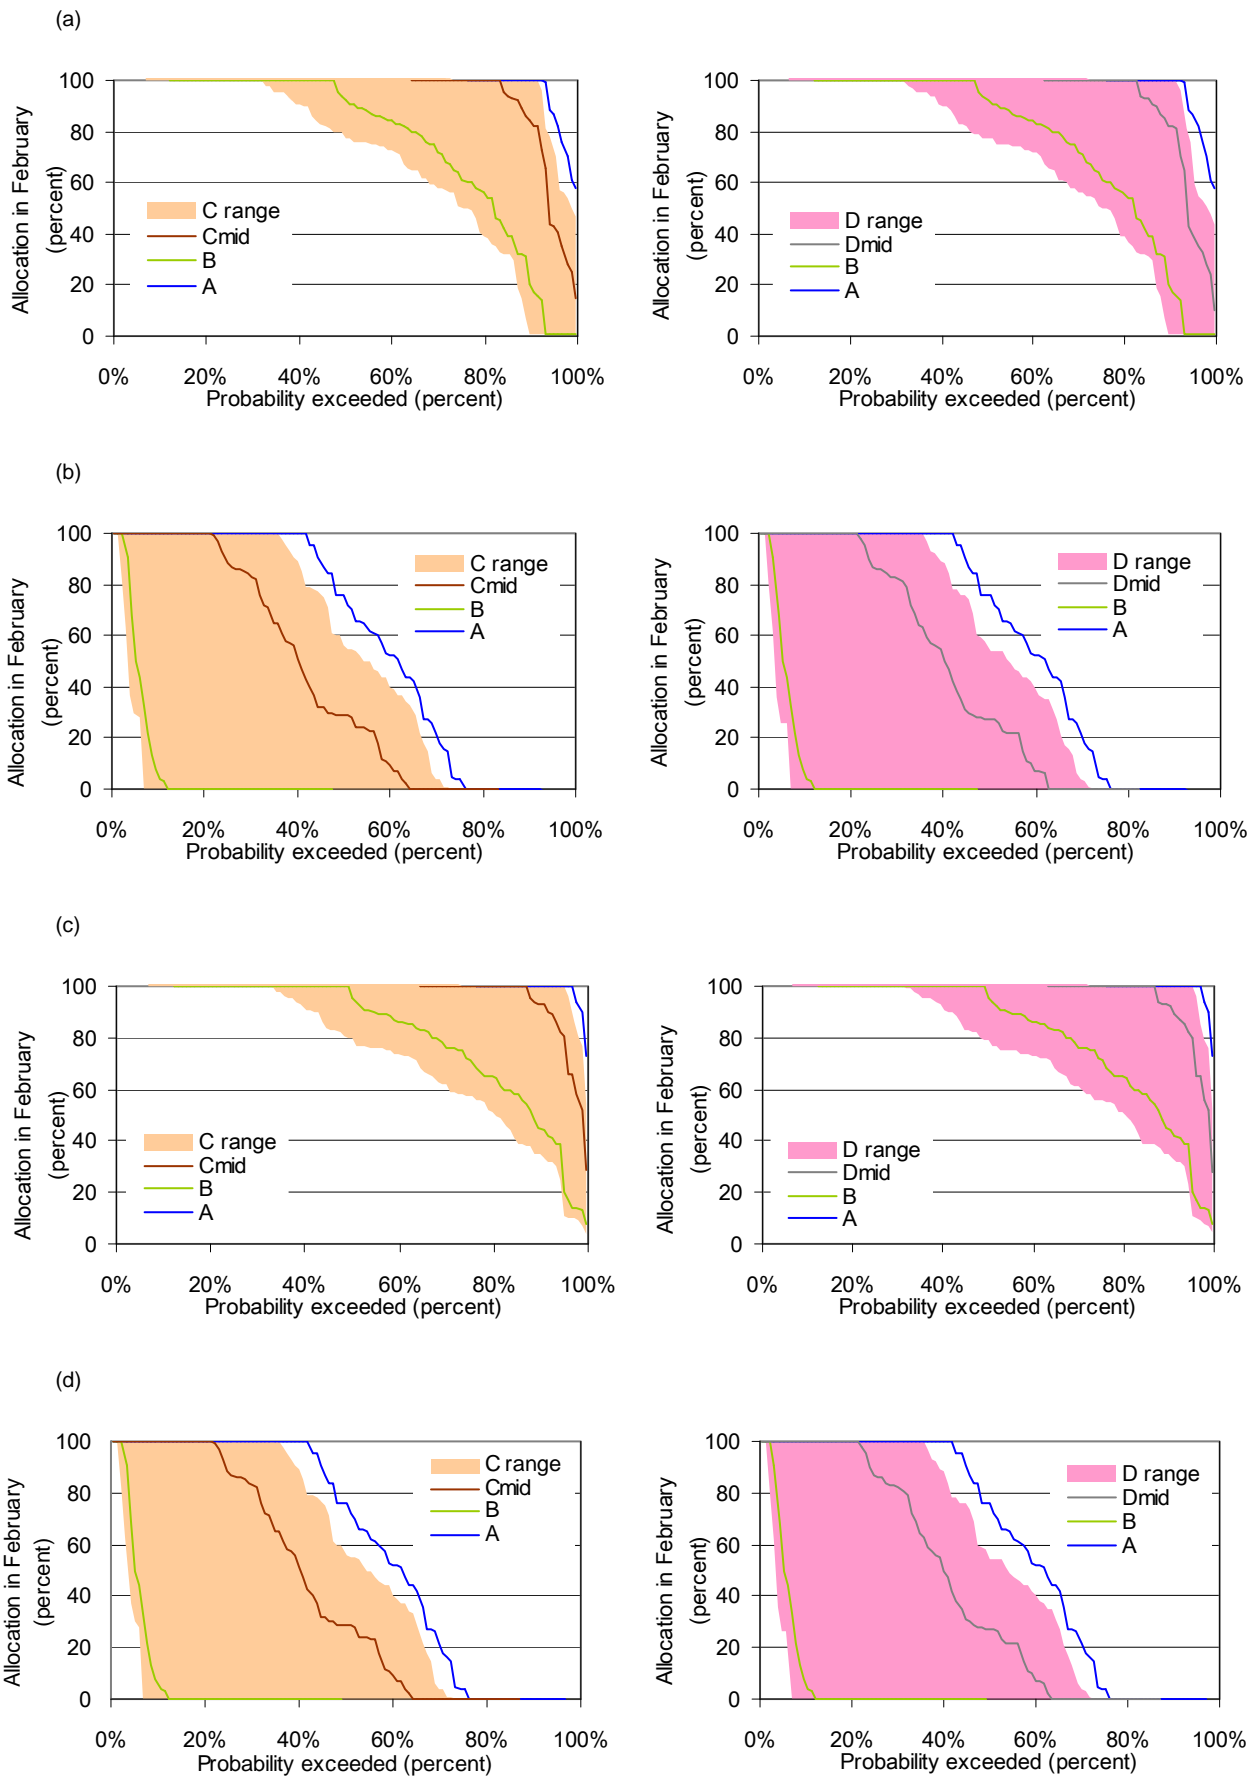 (a)
Allocation in February
(percent)
100
80
60
40
20
0
C range
Cmid
B
A
0% 20% 40% 60% 80% 100%
Probability exceeded (percent)
Allocation in February
(percent)
100
80
60
40
20
0
D range
Dmid
B
A
0% 20% 40% 60% 80% 100%
Probability exceeded (percent)
(b)
Allocation in February
(percent)
100
80
60
40
20
0
C range
Cmid
B
A
0% 20% 40% 60% 80% 100%
Probability exceeded (percent)
Allocation in February
(percent)
100
80
60
40
20
0
D range
Dmid
B
A
0% 20% 40% 60% 80% 100%
Probability exceeded (percent)
(c)
Allocation in February
(percent)
100
80
60
40
20
0
C range
Cmid
B
A
0% 20% 40% 60% 80% 100%
Probability exceeded (percent)
Allocation in February
(percent)
100
80
60
40
20
0
D range
Dmid
B
A
0% 20% 40% 60% 80% 100%
Probability exceeded (percent)
(d)
Allocation in February
(percent)
100
80
60
40
20
0
C range
Cmid
B
A
0% 20% 40% 60% 80% 100%
Probability exceeded (percent)
Allocation in February
(percent)
100
80
60
40
20
0
D range
Dmid
B
A
0% 20% 40% 60% 80% 100%
Probability exceeded (percent)